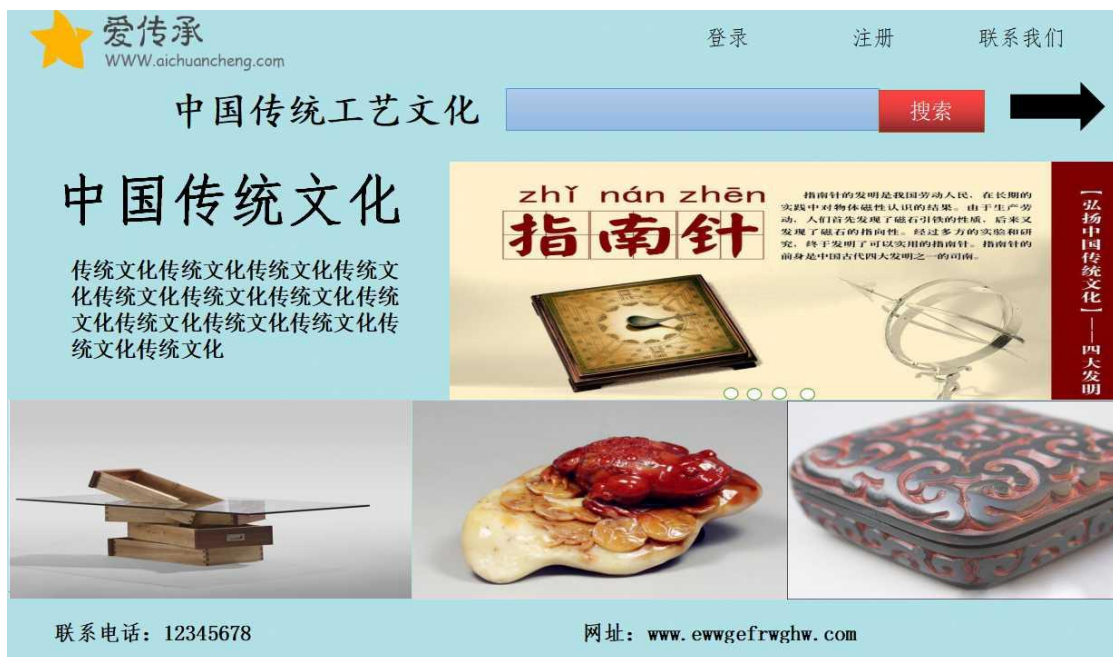 爱传承
WWW.aichuancheng.com
登录 注册 联系我们
中国传统工艺文化
搜索
中国传统文化
传统文化传统文化传统文化传统文
化传统文化传统文化传统文化传统
文化传统文化传统文化传统文化传
统文化传统文化
zhǐ nán zhēn
指南针
指南针的发明是我国劳动人民，在长期的
实践中对物体磁性认识的结果。由于生产劳
动，人们首先发现了磁石引铁的性质，后来又
发现了磁石的指向性。经过多方的实验和研
究，终于发明了可以实用的指南针。指南针的
前身是中国古代四大发明之一的司南。
【弘扬中国传统文化】——四大发明
联系电话：12345678
网址：www.ewwgefrwghw.com